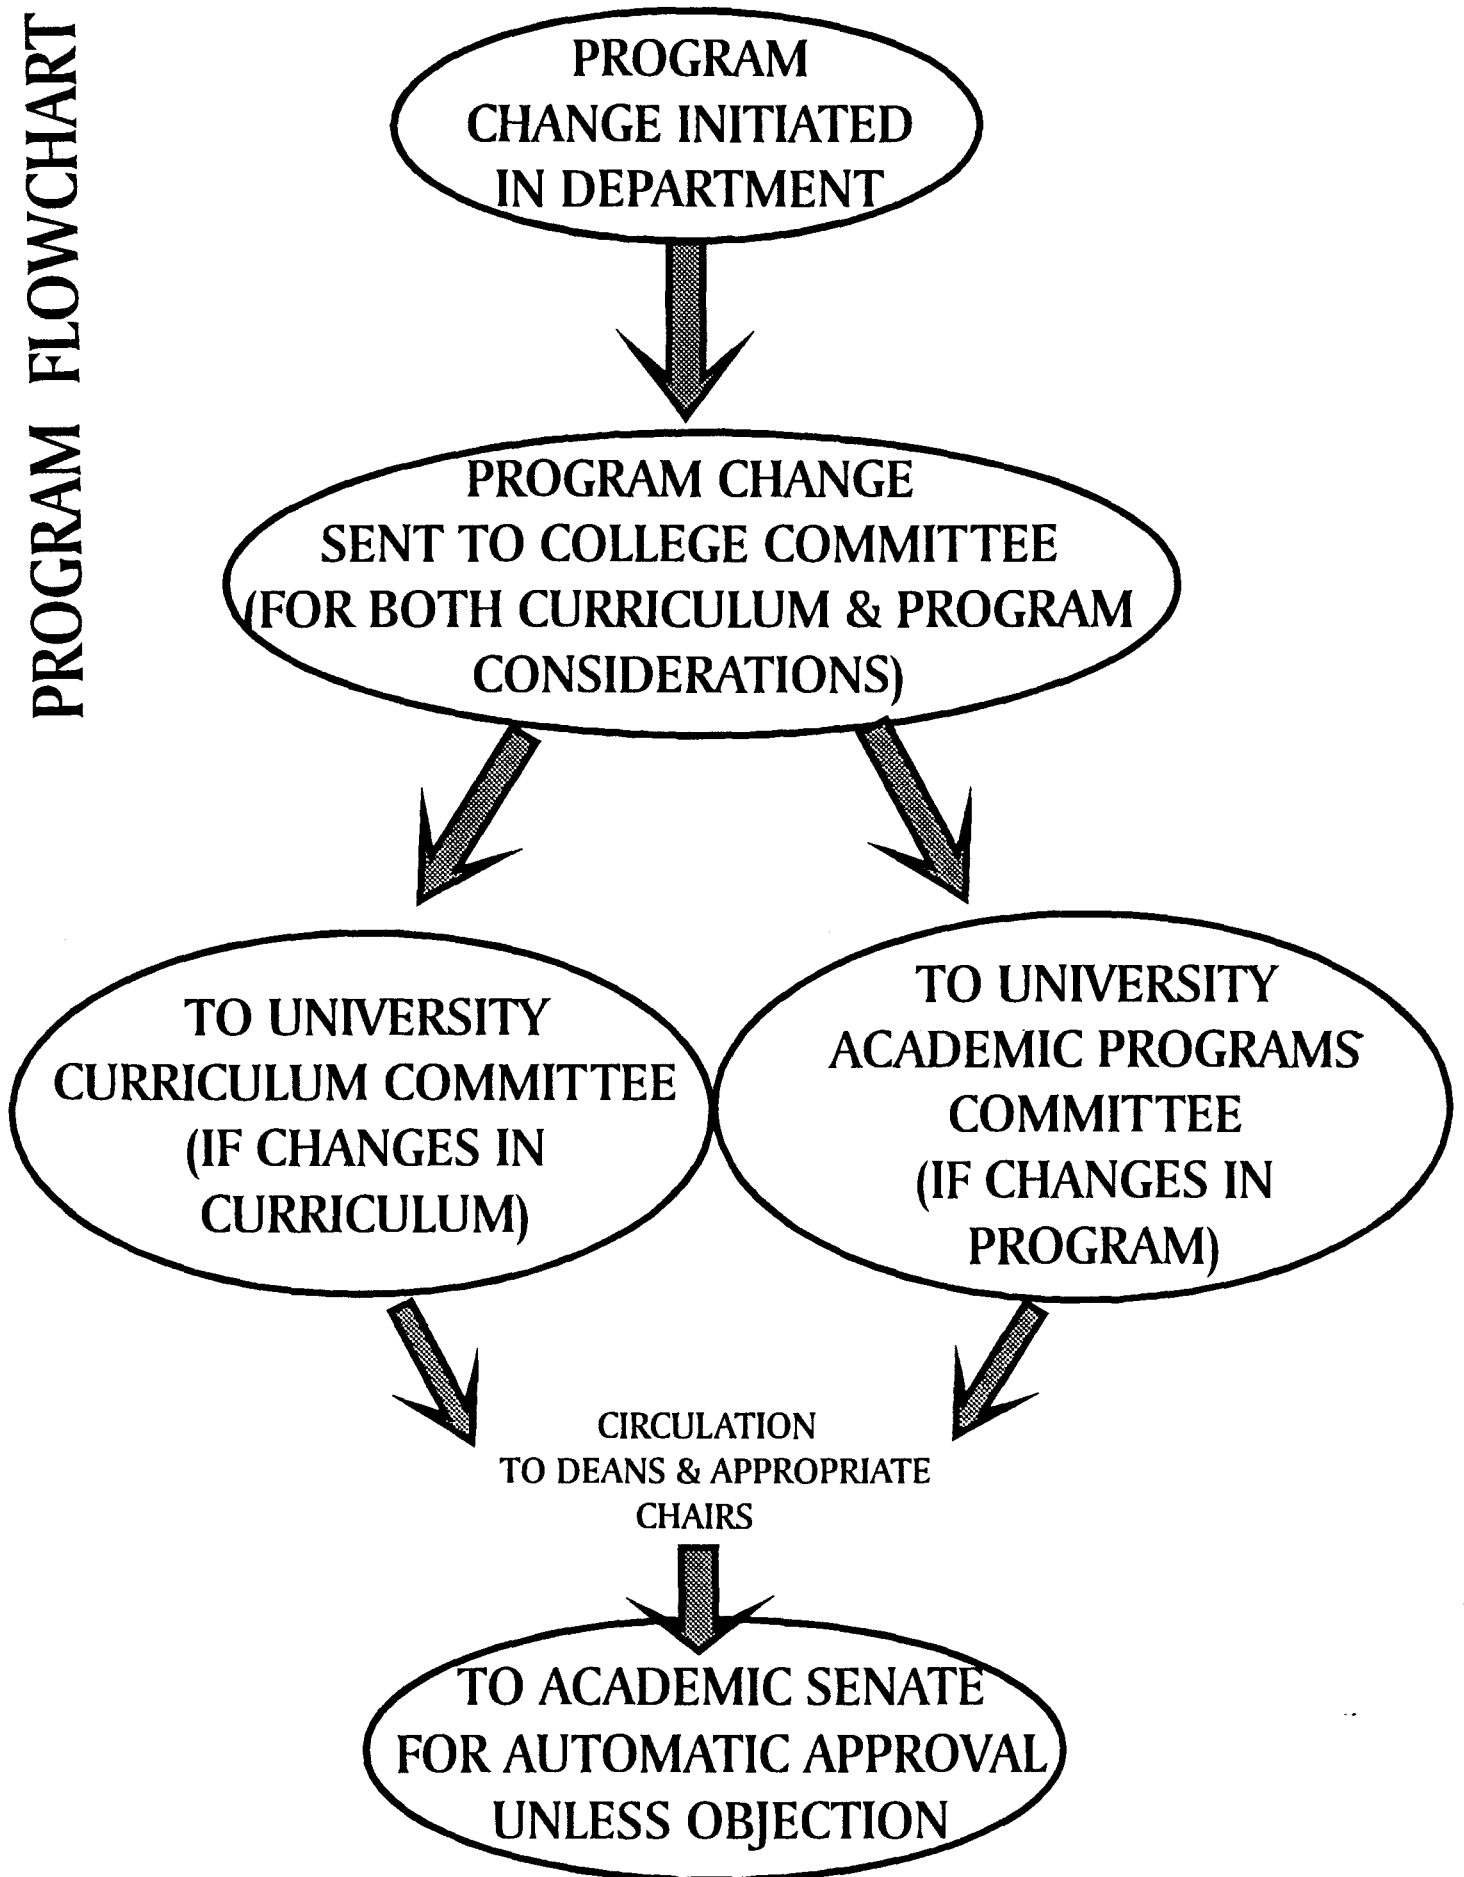 PROGRAM FLOWCHART
PROGRAM
CHANGE INITIATED
IN DEPARTMENT
PROGRAM CHANGE
SENT TO COLLEGE COMMITTEE
(FOR BOTH CURRICULUM & PROGRAM
CONSIDERATIONS)
TO UNIVERSITY
CURRICULUM COMMITTEE
(IF CHANGES IN
CURRICULUM)
TO UNIVERSITY
ACADEMIC PROGRAMS
COMMITTEE
(IF CHANGES IN
PROGRAM)
CIRCULATION
TO DEANS & APPROPRIATE
CHAIRS
TO ACADEMIC SENATE
FOR AUTOMATIC APPROVAL
UNLESS OBJECTION